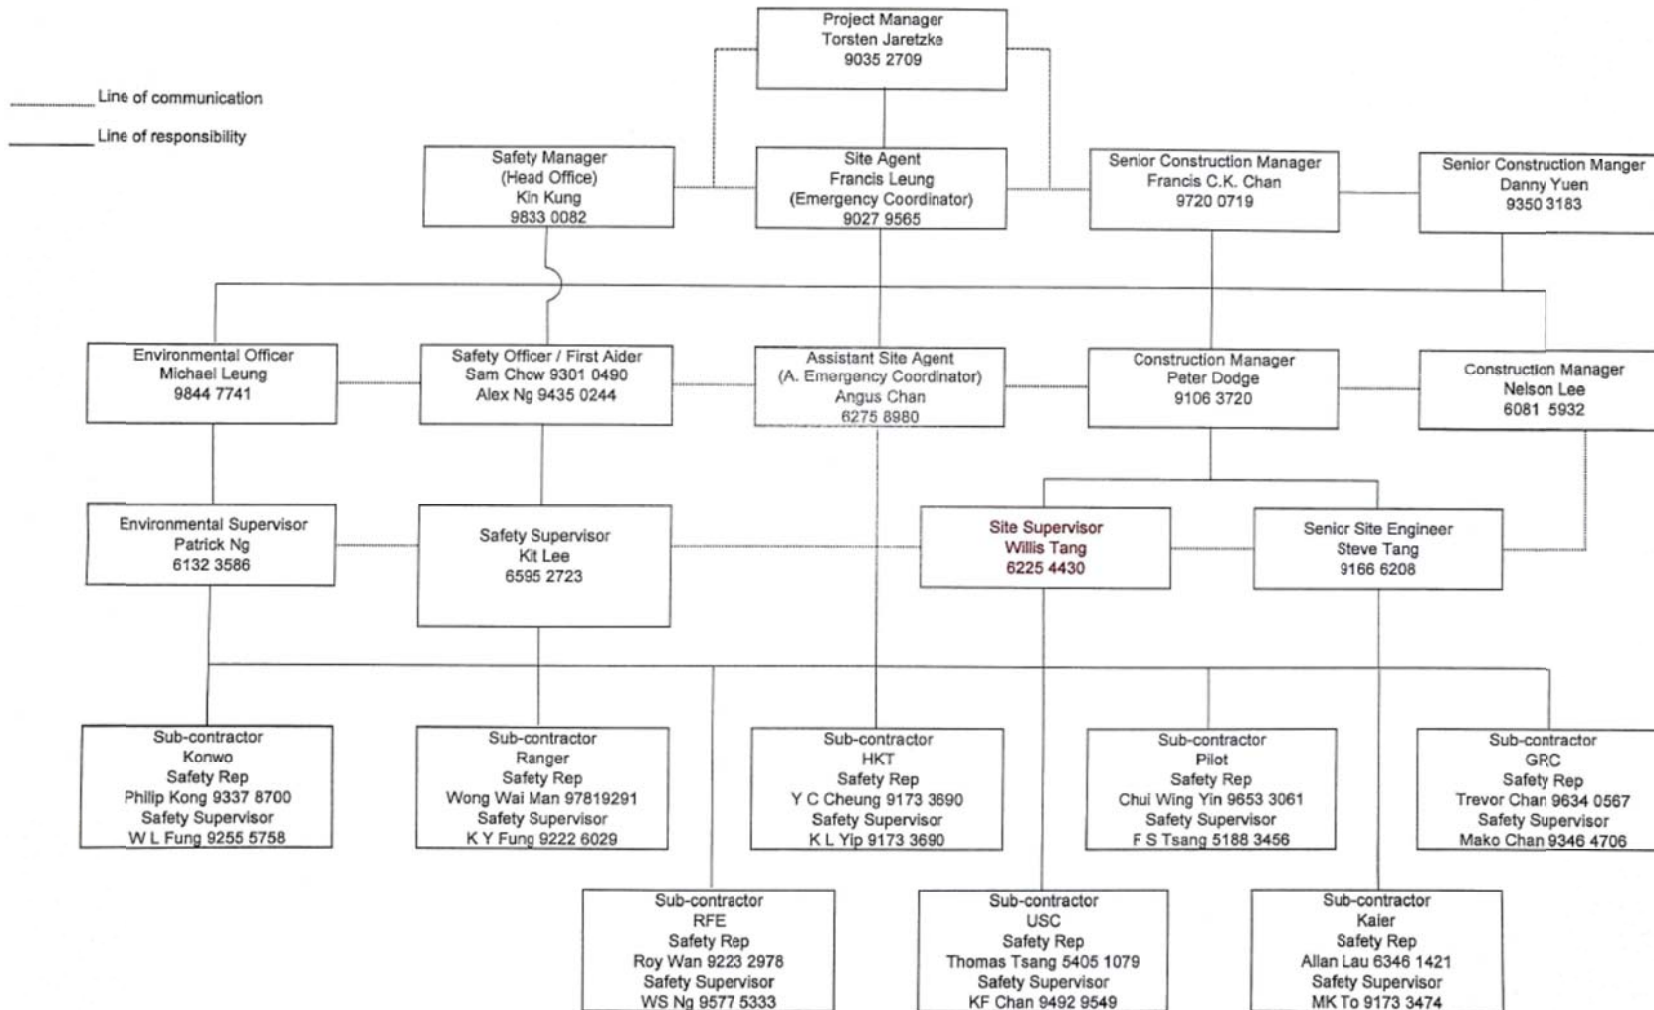 Project Manager
Torsten Jaretzke
9035 2709
Line of communication
Line of responsibility
Safety Manager
(Head Office)
Kin Kung
9833 0082
Site Agent
Francis Leung
(Emergency Coordinator)
9027 9565
Senior Construction Manager
Francis C.K. Chan
9720 0719
Senior Construction Manger
Danny Yuen
9350 3183
Environmental Officer
Michael Leung
9844 7741
Safety Officer / First Aider
Sam Chow 9301 0490
Alex Ng 9435 0244
Assistant Site Agent
(A. Emergency Coordinator)
Angus Chan
6275 8980
Construction Manager
Peter Dodge
9106 3720
Construction Manager
Nelson Lee
6081 5932
Environmental Supervisor
Patrick Ng
6132 3586
Safety Supervisor
Kit Lee
6595 2723
Site Supervisor
Willis Tang
6225 4430
Senior Site Engineer
Steve Tang
9166 6208
Sub-contractor
Konwo
Safety Rep
Philip Kong 9337 8700
Safety Supervisor
W L Fung 9255 5758
Sub-contractor
Ranger
Safety Rep
Wong Wai Man 97819291
Safety Supervisor
K Y Fung 9222 6029
Sub-contractor
HKT
Safety Rep
Y C Cheung 9173 3690
Safety Supervisor
K L Yip 9173 3690
Sub-contractor
Pilot
Safety Rep
Chui Wing Yin 9653 3061
Safety Supervisor
F S Tsang 5188 3456
Sub-contractor
GRC
Safety Rep
Trevor Chan 9634 0567
Safety Supervisor
Mako Chan 9346 4706
Sub-contractor
RFE
Safety Rep
Roy Wan 9223 2978
Safety Supervisor
WS Ng 9577 5333
Sub-contractor
USC
Safety Rep
Thomas Tsang 5405 1079
Safety Supervisor
KF Chan 9492 9549
Sub-contractor
Kaier
Safety Rep
Allan Lau 6346 1421
Safety Supervisor
MK To 9173 3474